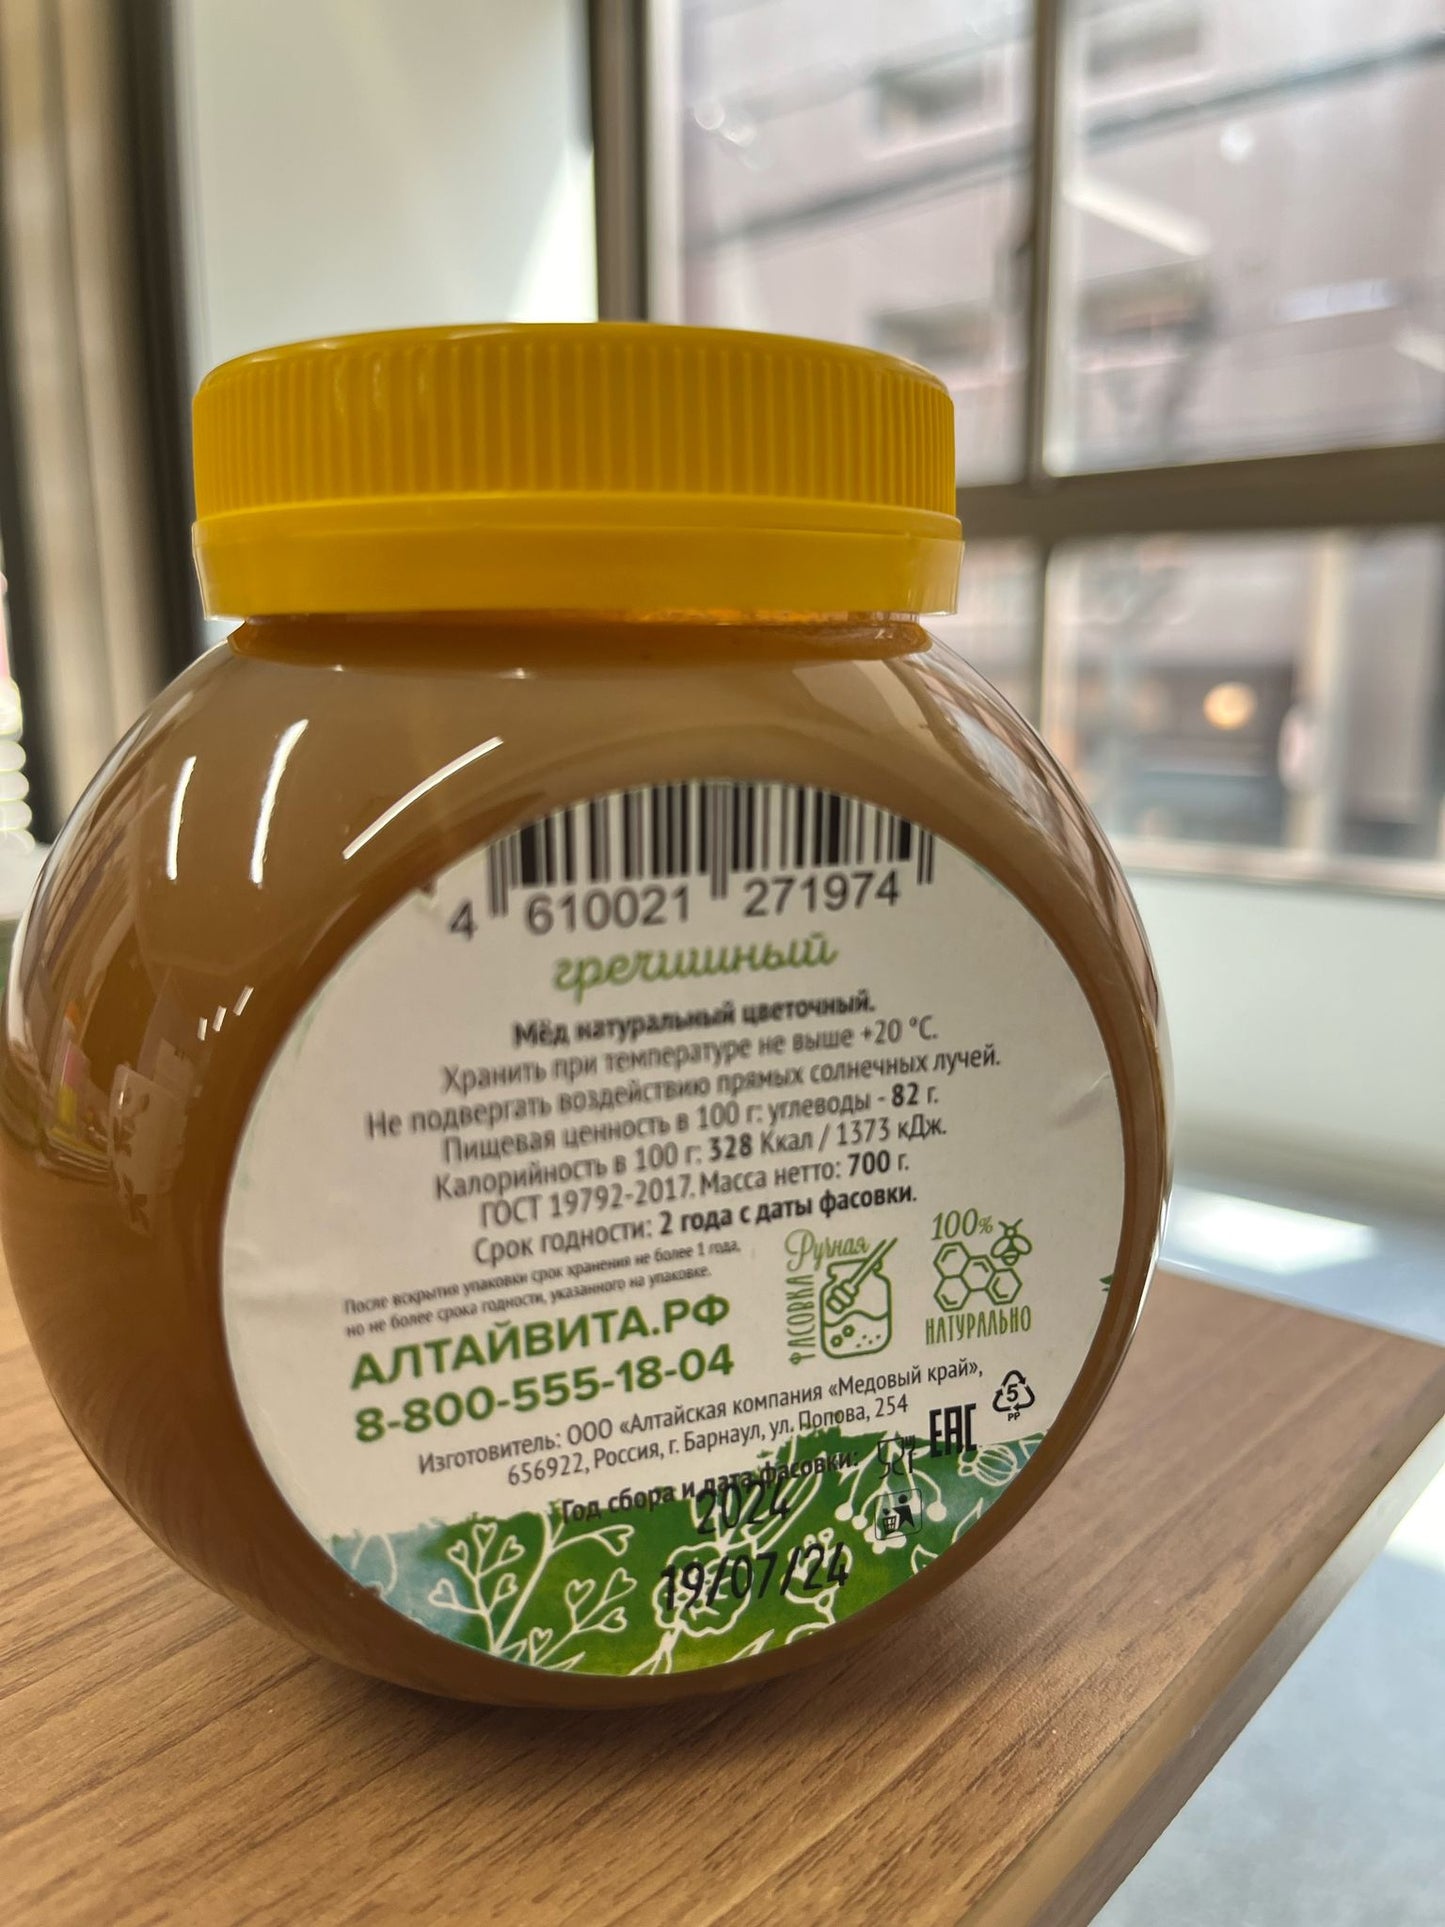 4 610021 271974
гречишный
Мёд натуральный цветочный.
Хранить при температуре не выше +20 °С.
Не подвергать воздействию прямых солнечных лучей.
Пищевая ценность в 100 г: углеводы - 82 г.
Калорийность в 100 г: 328 Ккал / 1373 кДж.
ГОСТ 19792-2017. Масса нетто: 700 г.
Срок годности: 2 года с даты фасовки.
После вскрытия упаковки срок хранения не более 1 года,
но не более срока годности, указанного на упаковке.
АЛТАЙВИТА.РФ
8-800-555-18-04
Ручная
ФАСОВКА
100%
НАТУРАЛЬНО
Изготовитель: ООО «Алтайская компания «Медовый край»,
656922, Россия, г. Барнаул, ул. Попова, 254
Год сбора и дата фасовки:
EAC
5
PP
2024
19/07/24